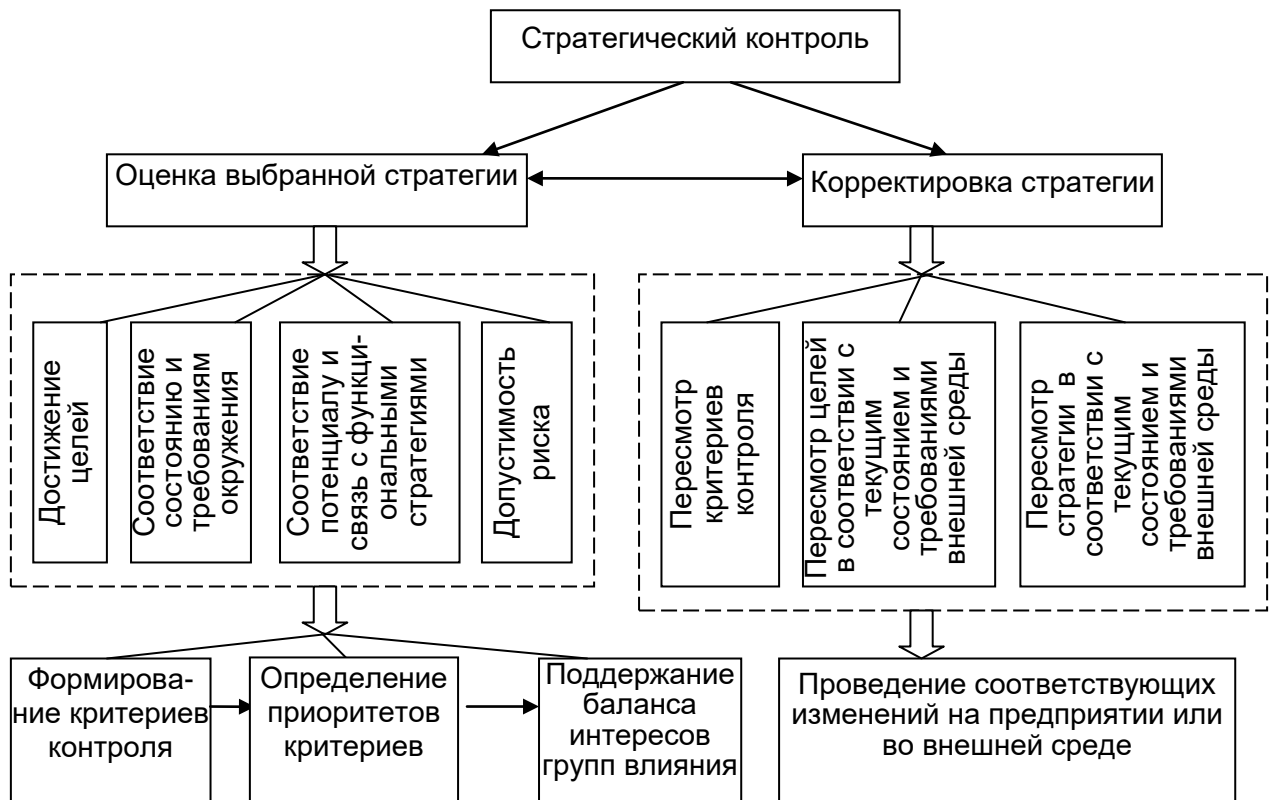 Стратегический контроль
Оценка выбранной стратегии
Корректировка стратегии
Достижение
целей
Соответствие
состоянию и
требованиям
окружения
Соответствие
потенциалу и
связь с функци-
ональными
стратегиями
Допустимость
риска
Пересмотр
критериев
контроля
Пересмотр целей
в соответствии с
текущим
состоянием и
требованиями
внешней среды
Пересмотр
стратегии в
соответствии с
текущим
состоянием и
требованиями
внешней среды
Формирова-
ние критериев
контроля
Определение
приоритетов
критериев
Поддержание
баланса
интересов
групп влияния
Проведение соответствующих
изменений на предприятии или
во внешней среде